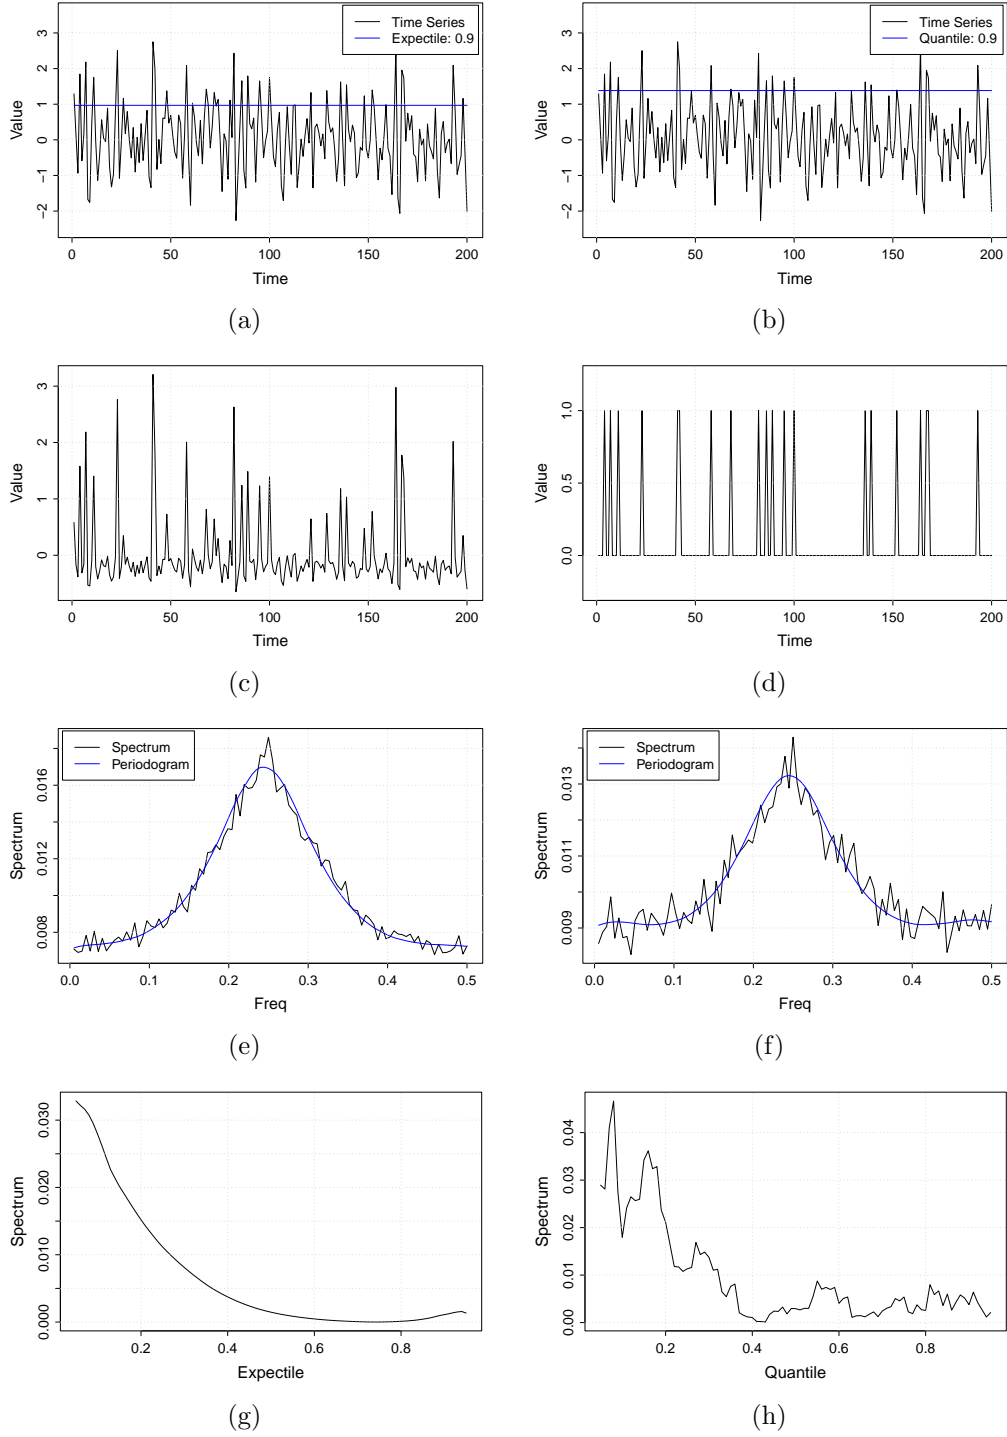 Time Series
Expectile: 0.9
Value
−2 −1 0 1 2 3
0 50 100 150 200
Time
(a)
Time Series
Quantile: 0.9
Value
−2 −1 0 1 2 3
0 50 100 150 200
Time
(b)
Value
0 1 2 3
0 50 100 150 200
Time
(c)
Value
0.0 0.5 1.0
0 50 100 150 200
Time
(d)
Spectrum
Periodogram
Spectrum
0.008 0.012 0.016
0.0 0.1 0.2 0.3 0.4 0.5
Freq
(e)
Spectrum
Periodogram
Spectrum
0.009 0.011 0.013
0.0 0.1 0.2 0.3 0.4 0.5
Freq
(f)
Spectrum
0.000 0.010 0.030
0.2 0.4 0.6 0.8
Expectile
(g)
Spectrum
0.00 0.01 0.02 0.03 0.04
0.2 0.4 0.6 0.8
Quantile
(h)